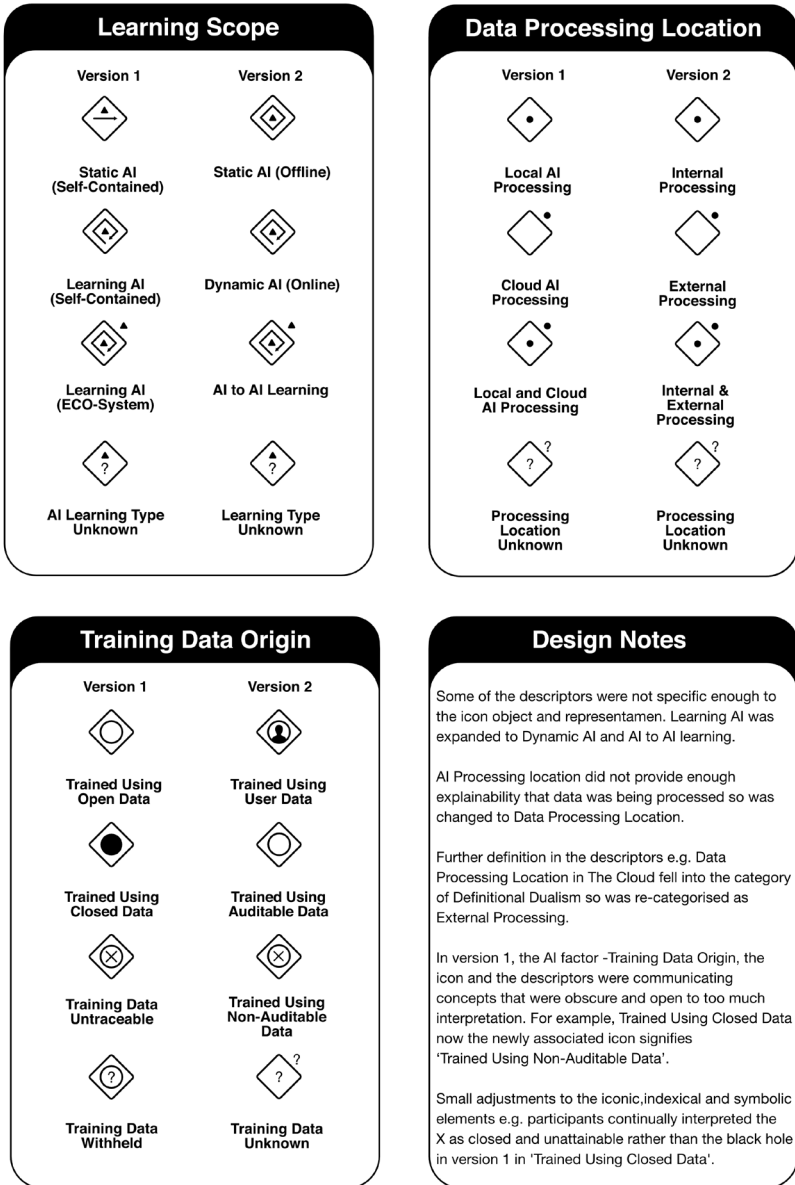 Learning Scope
Version 1
Version 2
Static AI
(Self-Contained)
Static AI (Offline)
Learning AI
(Self-Contained)
Dynamic AI (Online)
Learning AI
(ECO-System)
AI to AI Learning
?
?
AI Learning Type
Unknown
Learning Type
Unknown
Data Processing Location
Version 1
Version 2
Local AI
Processing
Internal
Processing
Cloud AI
Processing
External
Processing
Local and Cloud
AI Processing
Internal &
External
Processing
? ?
? ?
Processing
Location
Unknown
Processing
Location
Unknown
Training Data Origin
Version 1
Version 2
Trained Using
Open Data
Trained Using
User Data
Trained Using
Closed Data
Trained Using
Auditable Data
Training Data
Untraceable
Trained Using
Non-Auditable
Data
?
? ?
Training Data
Withheld
Training Data
Unknown
Design Notes
Some of the descriptors were not specific enough to
the icon object and representamen. Learning AI was
expanded to Dynamic AI and AI to AI learning.
AI Processing location did not provide enough
explainability that data was being processed so was
changed to Data Processing Location.
Further definition in the descriptors e.g. Data
Processing Location in The Cloud fell into the category
of Definitional Dualism so was re-categorised as
External Processing.
In version 1, the AI factor -Training Data Origin, the
icon and the descriptors were communicating
concepts that were obscure and open to too much
interpretation. For example, Trained Using Closed Data
now the newly associated icon signifies
‘Trained Using Non-Auditable Data’.
Small adjustments to the iconic,indexical and symbolic
elements e.g. participants continually interpreted the
X as closed and unattainable rather than the black hole
in version 1 in 'Trained Using Closed Data'.